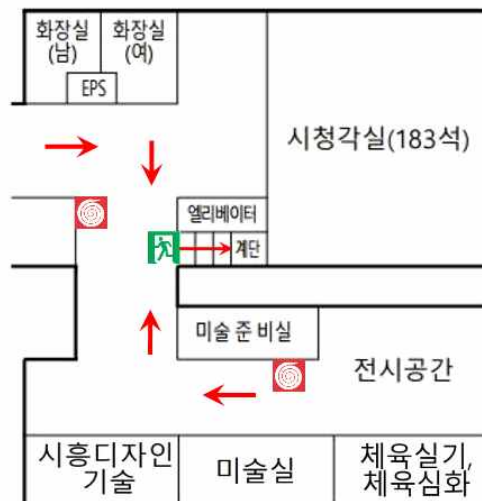 화장실
(남)
화장실
(여)
EPS
시청각실(183석)
엘리베이터
계단
미술 준 비실
전시공간
시흥디자인
기술
미술실
체육실기,
체육심화